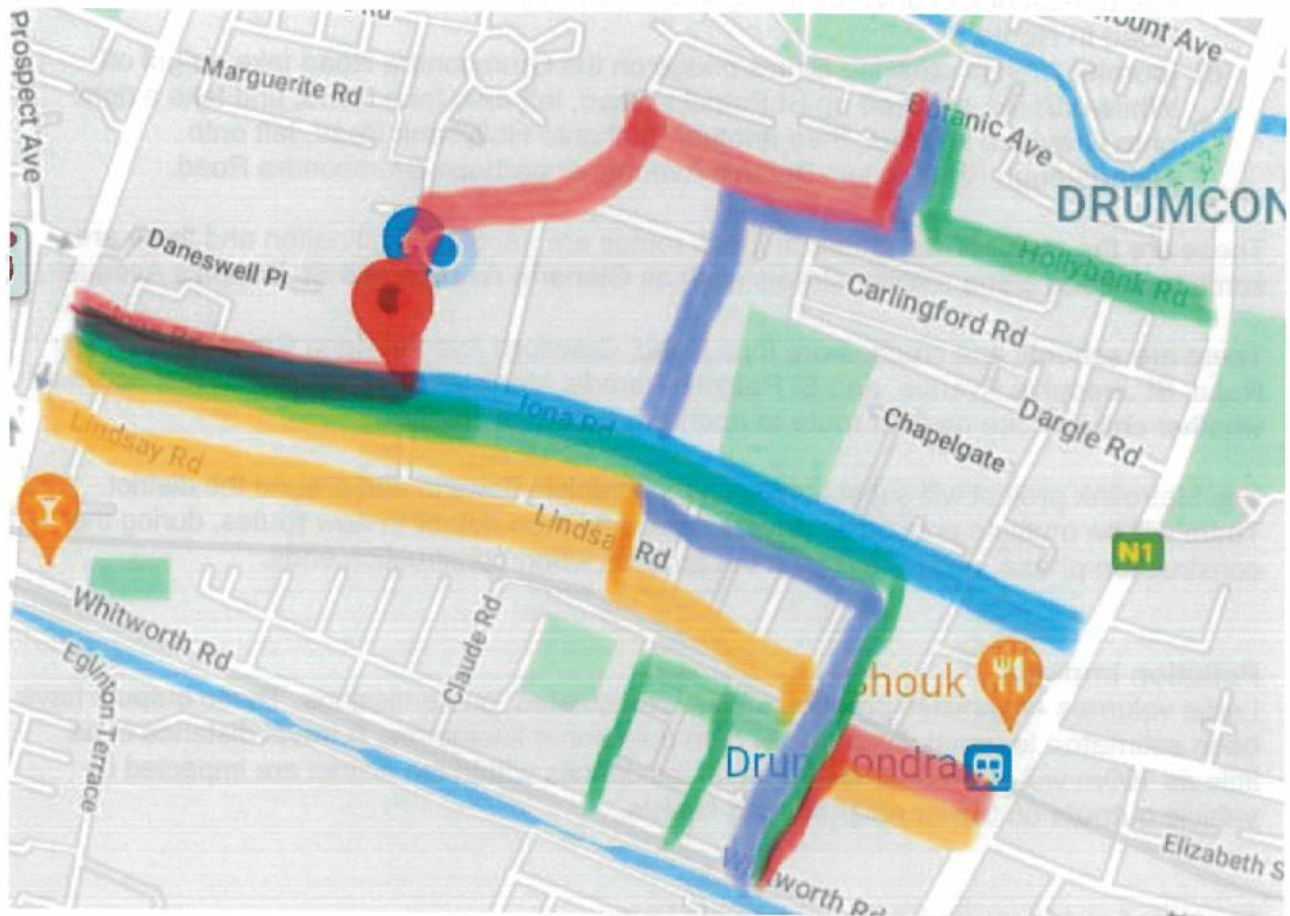 Prospect Ave
Marguerite Rd
ount Ave
Botanic Ave
DRUMCON
Daneswell Pl
Hollybank Rd
Carlingford Rd
Iona Rd
Dargle Rd
Chapelgate
Lindsay Rd
Lindsay Rd
N1
Whitworth Rd
Claude Rd
Eglinton Terrace
Shouk
Drumcondra
Whitworth Rd
Elizabeth S